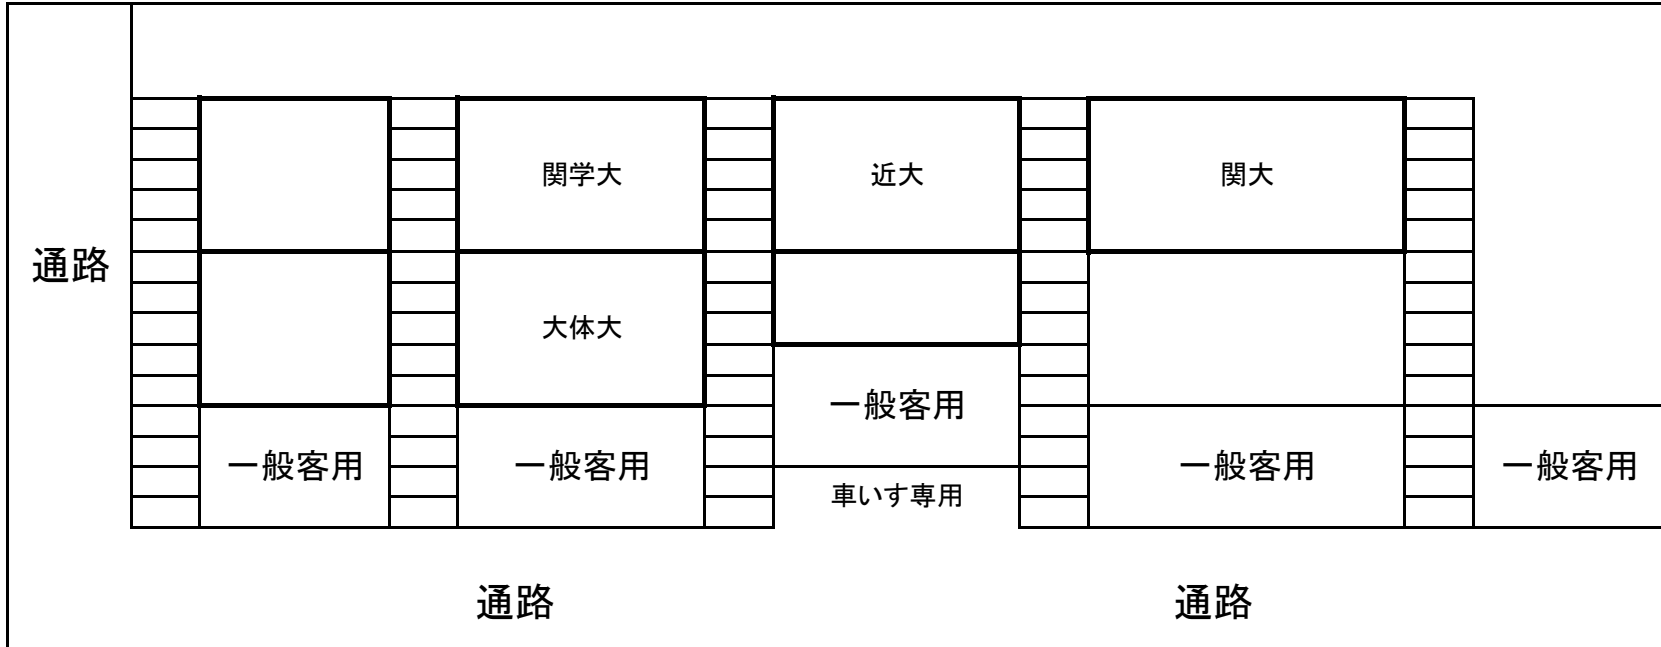 関学大
近大
関大
通路
大体大
一般客用
一般客用
一般客用
一般客用
一般客用
車いす専用
通路
通路